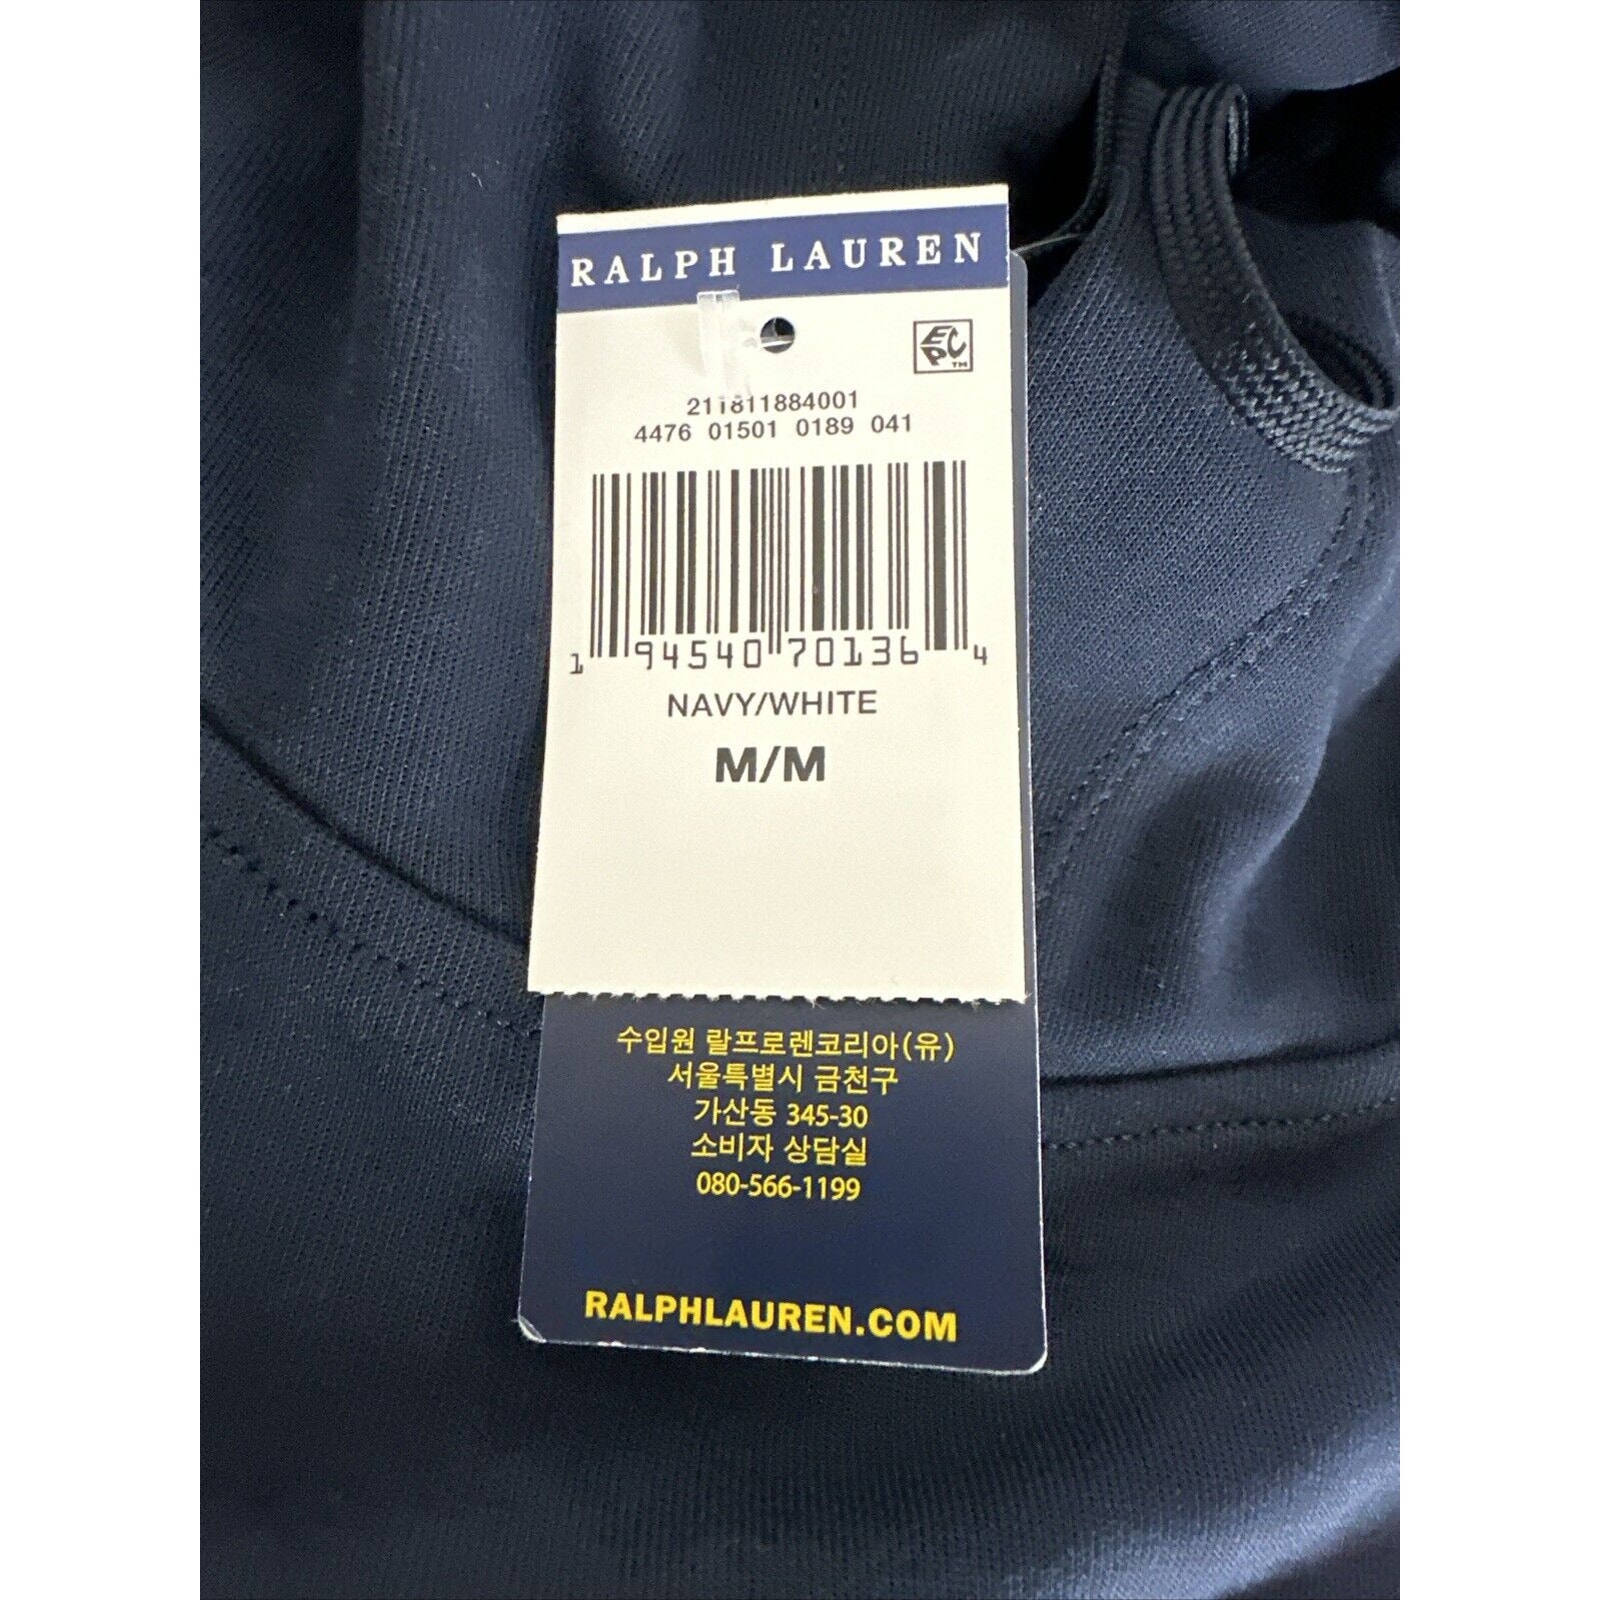 RALPH LAUREN
EPC™
211811884001
4476 01501 0189 041
1 94540 70136 4
NAVY/WHITE
M/M
수입원 랄프로렌코리아(유)
서울특별시 금천구
가산동 345-30
소비자 상담실
080-566-1199
RALPHLAUREN.COM